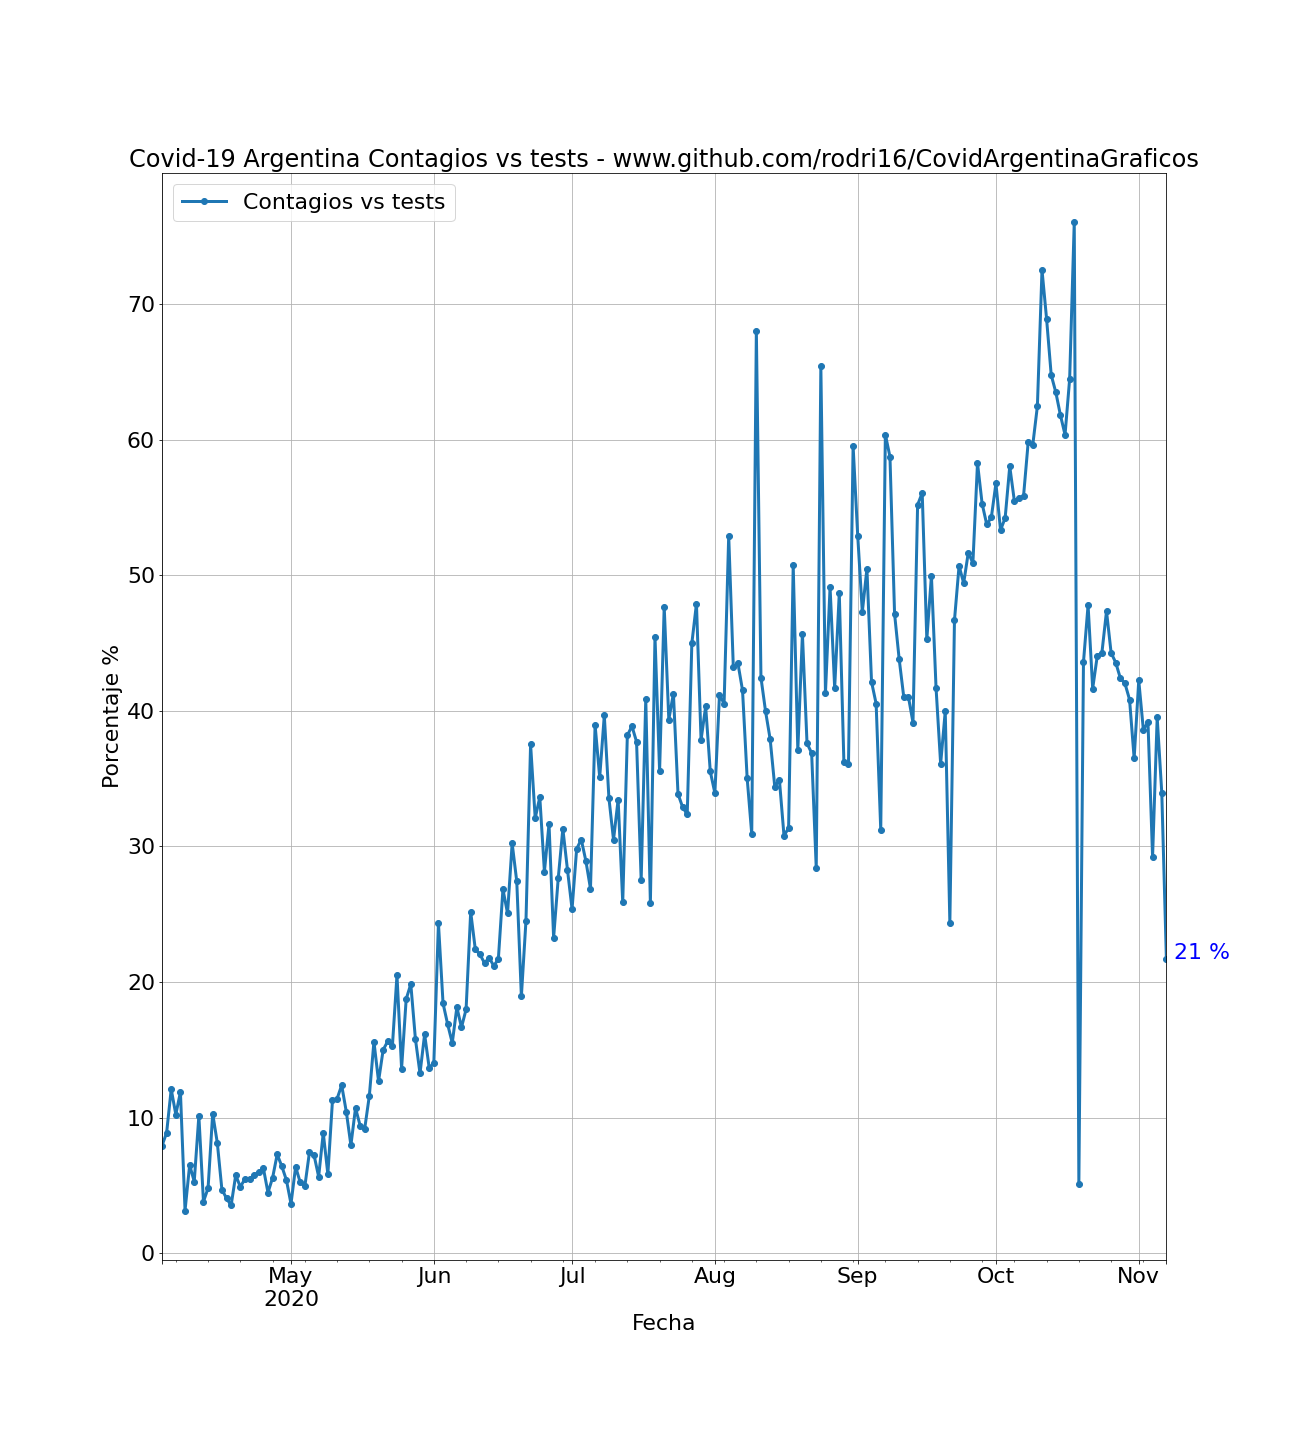 Covid-19 Argentina Contagios vs tests - www.github.com/rodri16/CovidArgentinaGraficos
Contagios vs tests
70
60
50
40
30
20
10
0
Porcentaje %
21 %
May Jun Jul Aug Sep Oct Nov
2020
Fecha